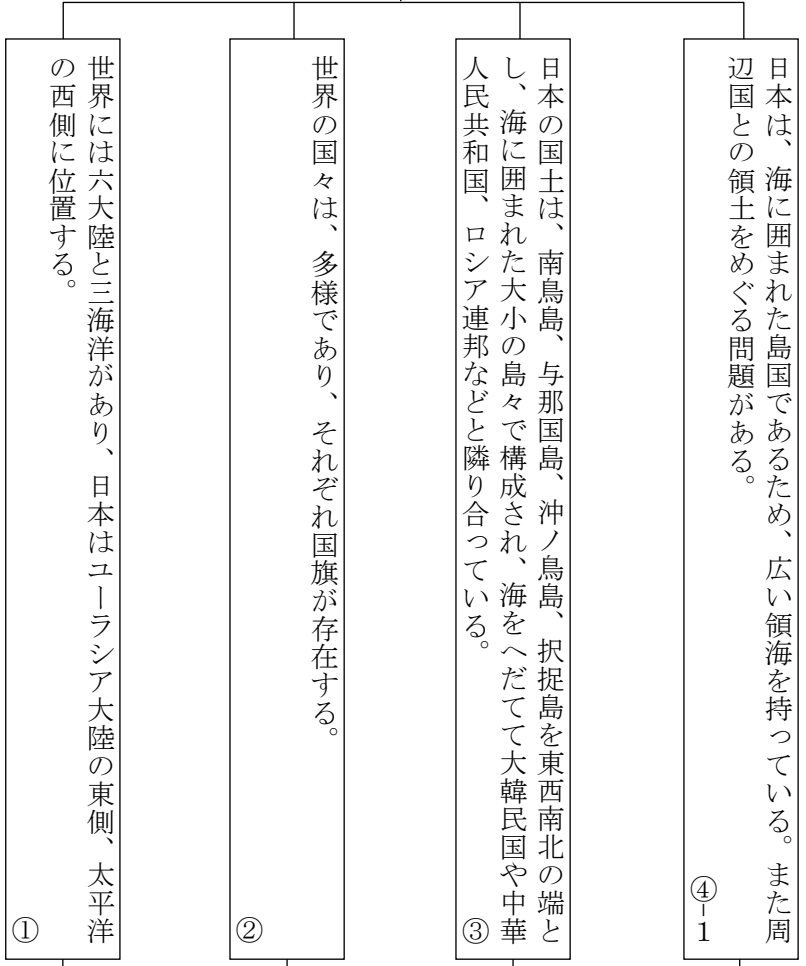 日本は、海に囲まれた島国であるため、広い領海を持っている。また周
辺国との領土をめぐる問題がある。
④-1
日本の国土は、南鳥島、与那国島、沖ノ鳥島、択捉島を東西南北の端と
し、海に囲まれた大小の島々で構成され、海をへだてて大韓民国や中華
人民共和国、ロシア連邦などと隣り合っている。
③
世界の国々は、多様であり、それぞれ国旗が存在する。
②
世界には六大陸と三海洋があり、日本はユーラシア大陸の東側、太平洋
の西側に位置する。
①